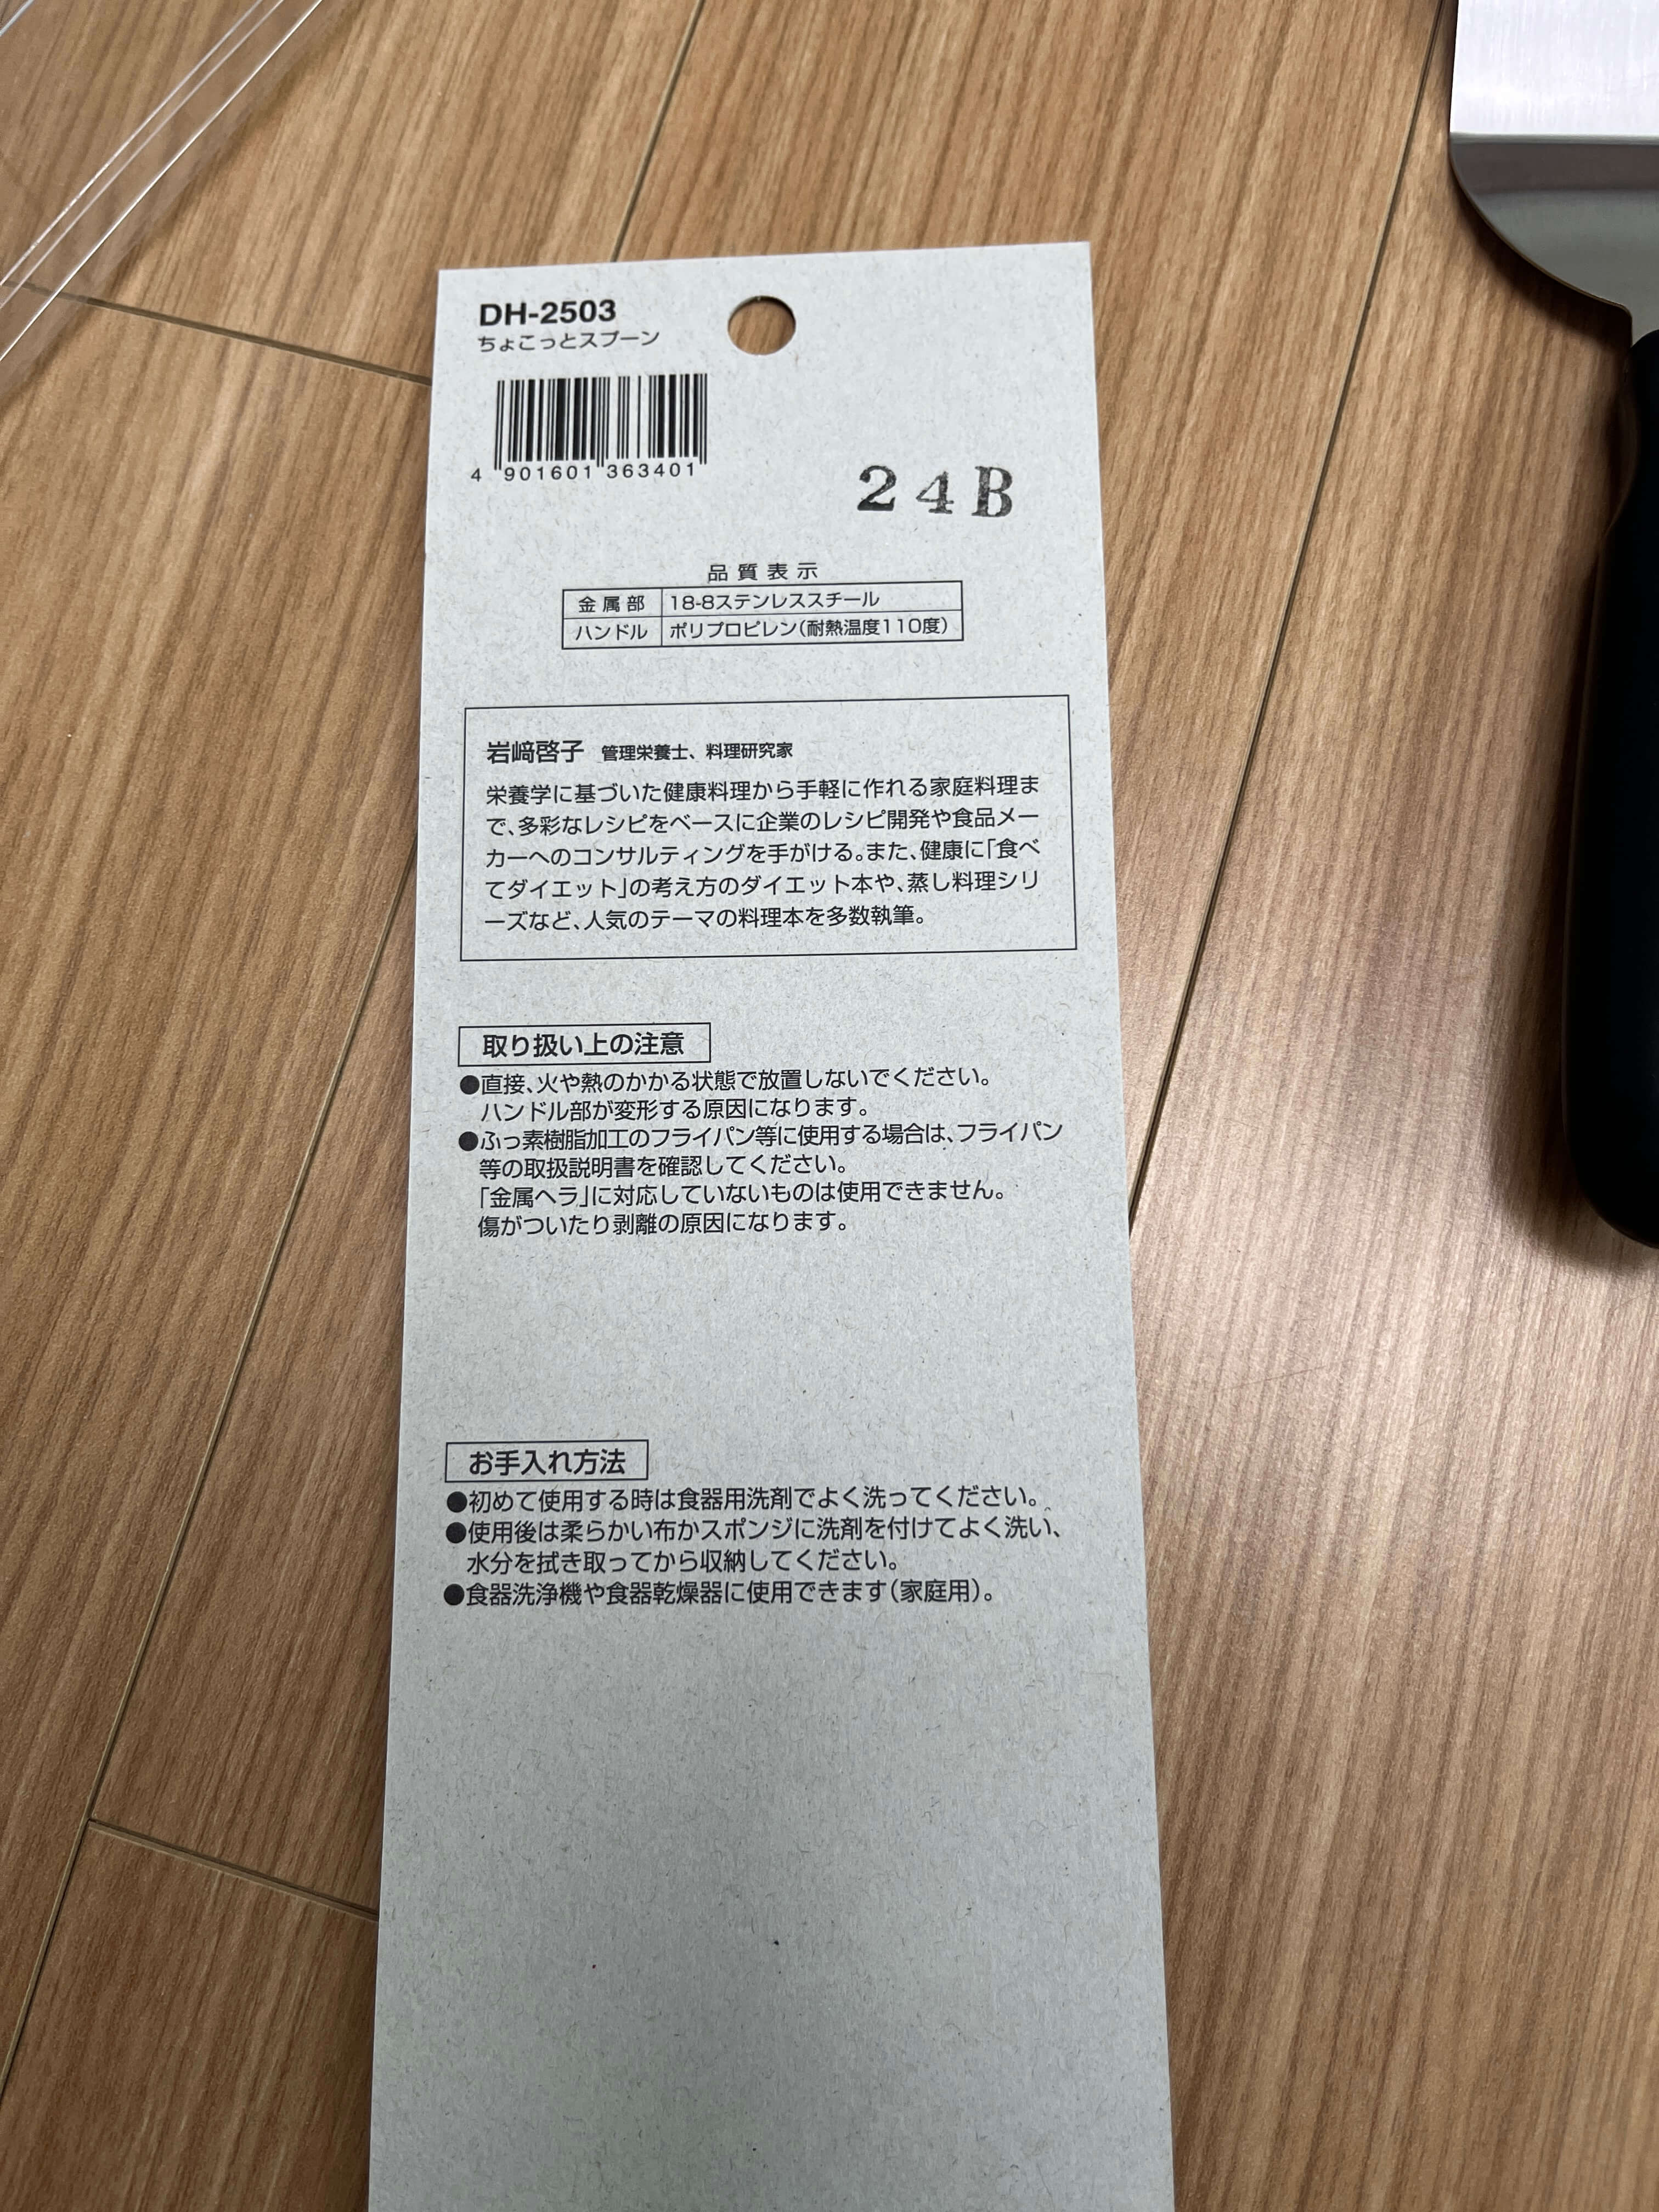 DH-2503
ちょこっとスプーン
4 901601 363401
24B
品質表示
金属部 18-8ステンレススチール
ハンドル ポリプロピレン(耐熱温度110度)
岩﨑啓子 管理栄養士、料理研究家
栄養学に基づいた健康料理から手軽に作れる家庭料理ま
で、多彩なレシピをベースに企業のレシピ開発や食品メー
カーへのコンサルティングを手がける。また、健康に「食べ
てダイエット」の考え方のダイエット本や、蒸し料理シリ
ーズなど、人気のテーマの料理本を多数執筆。
取り扱い上の注意
●直接、火や熱のかかる状態で放置しないでください。
ハンドル部が変形する原因になります。
●ふっ素樹脂加工のフライパン等に使用する場合は、フライパン
等の取扱説明書を確認してください。
「金属ヘラ」に対応していないものは使用できません。
傷がついたり剥離の原因になります。
お手入れ方法
●初めて使用する時は食器用洗剤でよく洗ってください。
●使用後は柔らかい布かスポンジに洗剤を付けてよく洗い、
水分を拭き取ってから収納してください。
●食器洗浄機や食器乾燥器に使用できます(家庭用)。